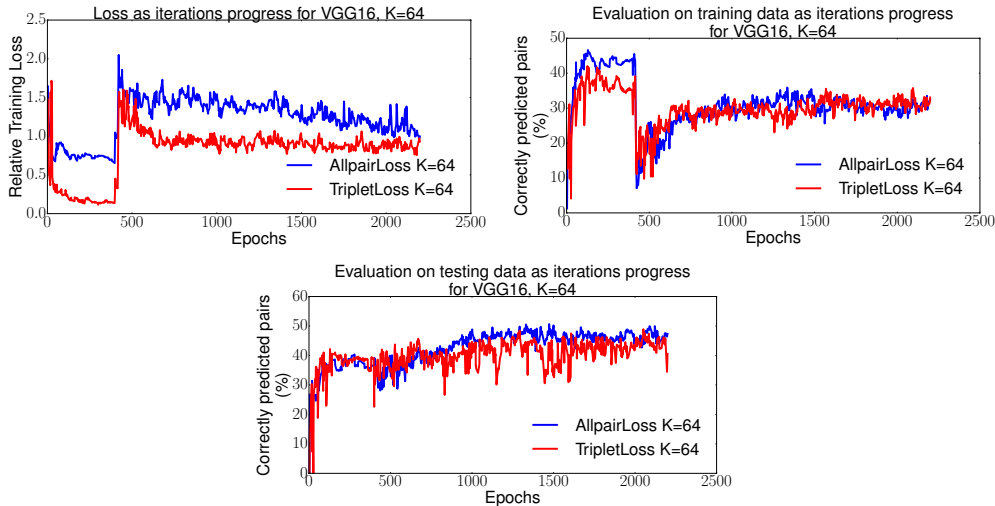 Loss as iterations progress for VGG16, K=64
Relative Training Loss
2.5
2.0
1.5
1.0
0.5
0.0
0 500 1000 1500 2000 2500
Epochs
AllpairLoss K=64
TripletLoss K=64
Evaluation on training data as iterations progress
for VGG16, K=64
Correctly predicted pairs
(%)
50
40
30
20
10
0
0 500 1000 1500 2000 2500
Epochs
AllpairLoss K=64
TripletLoss K=64
Evaluation on testing data as iterations progress
for VGG16, K=64
Correctly predicted pairs
(%)
60
50
40
30
20
10
0
0 500 1000 1500 2000 2500
Epochs
AllpairLoss K=64
TripletLoss K=64